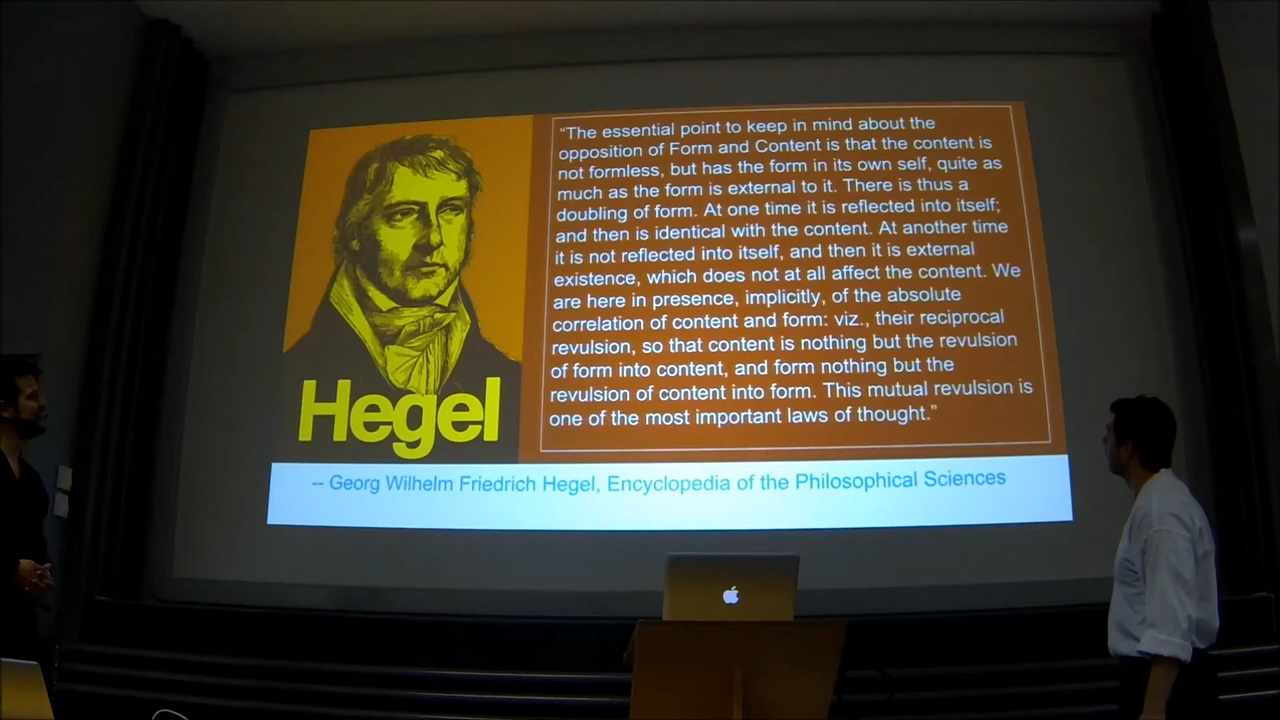 “The essential point to keep in mind about the
opposition of Form and Content is that the content is
not formless, but has the form in its own self, quite as
much as the form is external to it. There is thus a
doubling of form. At one time it is reflected into itself;
and then is identical with the content. At another time
it is not reflected into itself, and then it is external
existence, which does not at all affect the content. We
are here in presence, implicitly, of the absolute
correlation of content and form: viz., their reciprocal
revulsion, so that content is nothing but the revulsion
of form into content, and form nothing but the
revulsion of content into form. This mutual revulsion is
one of the most important laws of thought.”
Hegel
-- Georg Wilhelm Friedrich Hegel, Encyclopedia of the Philosophical Sciences